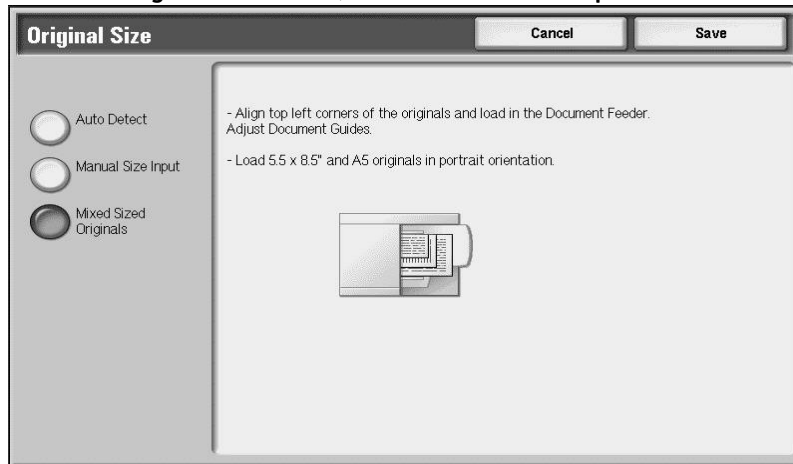 Original Size
Cancel
Save
Auto Detect
Manual Size Input
Mixed Sized
Originals
- Align top left corners of the originals and load in the Document Feeder.
Adjust Document Guides.
- Load 5.5 x 8.5" and A5 originals in portrait orientation.